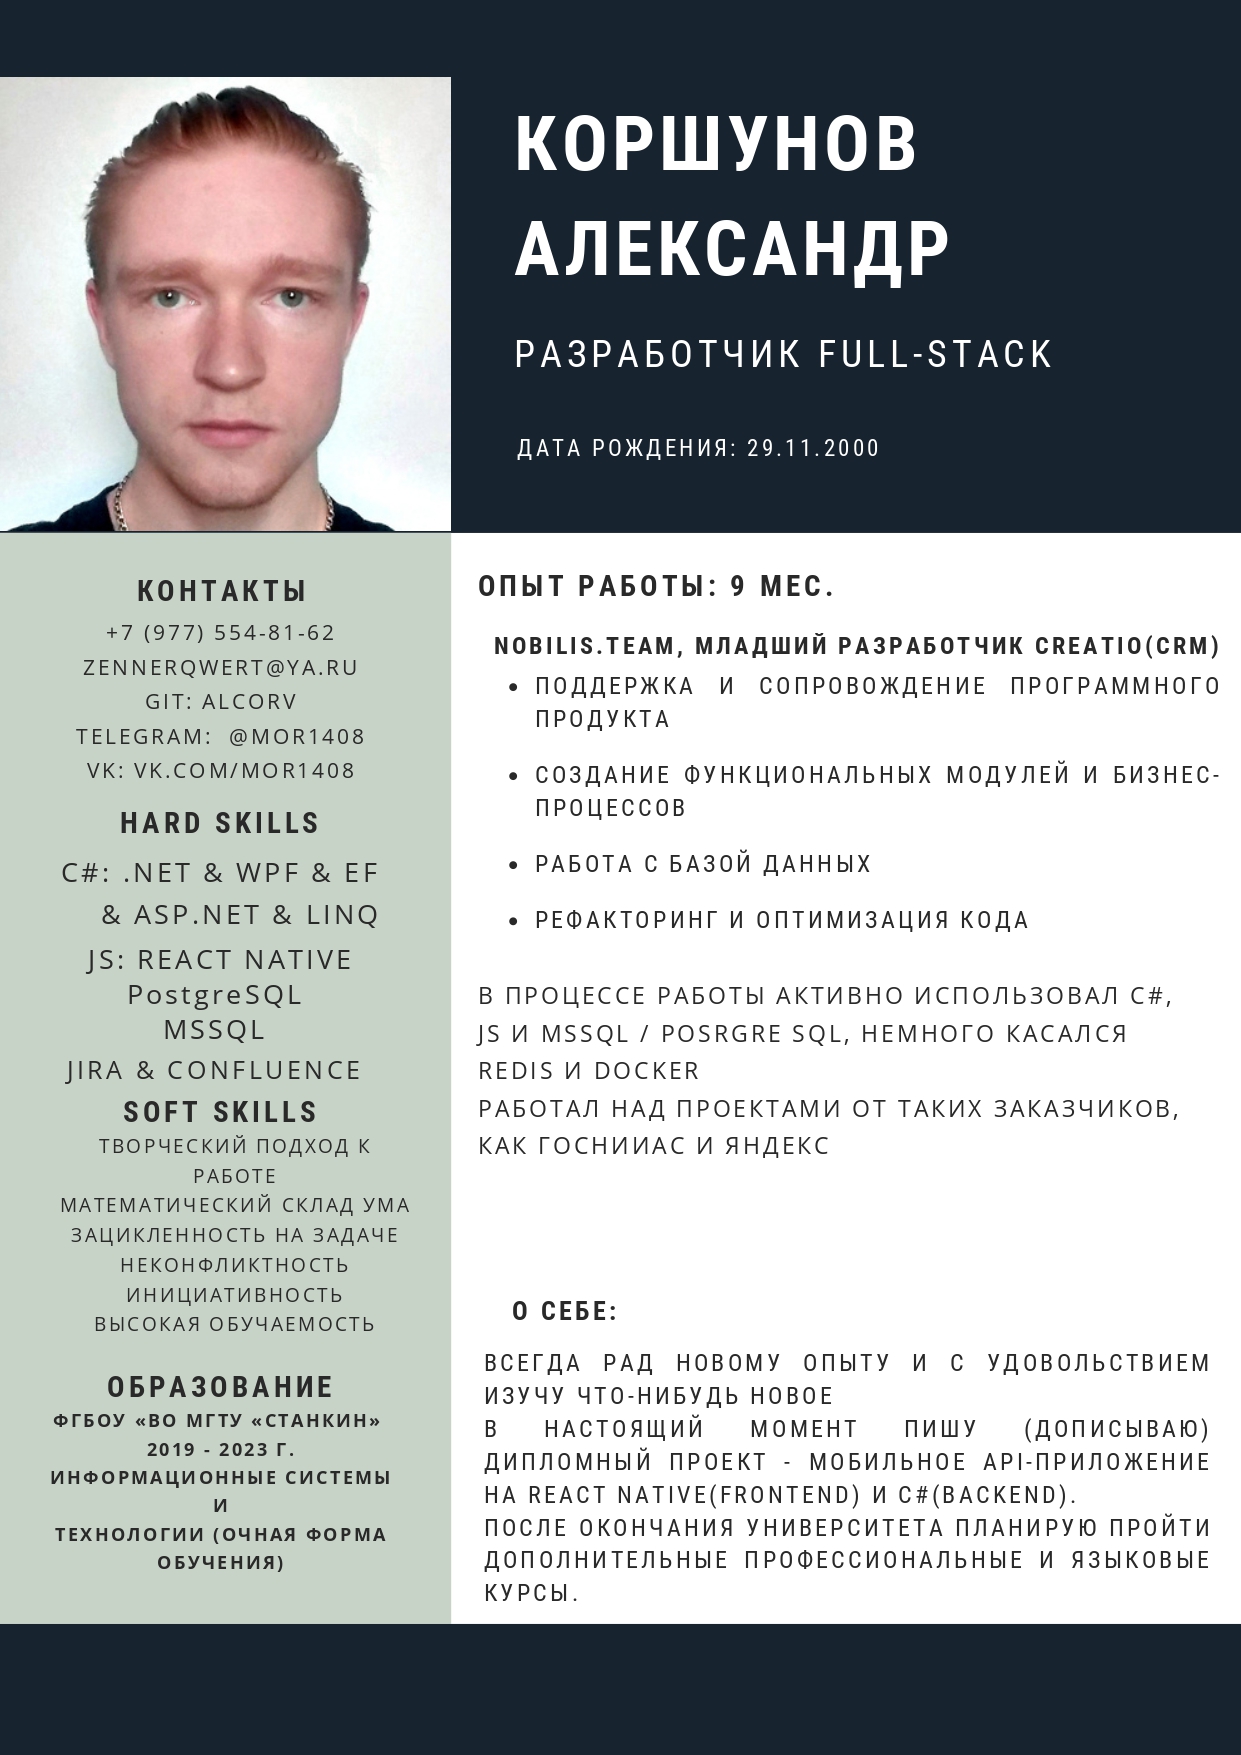 КОРШУНОВ
АЛЕКСАНДР
РАЗРАБОТЧИК FULL-STACK
ДАТА РОЖДЕНИЯ: 29.11.2000
КОНТАКТЫ
+7 (977) 554-81-62
ZENNERQWERT@YA.RU
GIT: ALCORV
TELEGRAM: @MOR1408
VK: VK.COM/MOR1408
HARD SKILLS
C#: .NET & WPF & EF
& ASP.NET & LINQ
JS: REACT NATIVE
PostgreSQL
MSSQL
JIRA & CONFLUENCE
SOFT SKILLS
ТВОРЧЕСКИЙ ПОДХОД К
РАБОТЕ
МАТЕМАТИЧЕСКИЙ СКЛАД УМА
ЗАЦИКЛЕННОСТЬ НА ЗАДАЧЕ
НЕКОНФЛИКТНОСТЬ
ИНИЦИАТИВНОСТЬ
ВЫСОКАЯ ОБУЧАЕМОСТЬ
ОБРАЗОВАНИЕ
ФГБОУ «ВО МГТУ «СТАНКИН»
2019 - 2023 Г.
ИНФОРМАЦИОННЫЕ СИСТЕМЫ
И
ТЕХНОЛОГИИ (ОЧНАЯ ФОРМА
ОБУЧЕНИЯ)
ОПЫТ РАБОТЫ: 9 МЕС.
NOBILIS.TEAM, МЛАДШИЙ РАЗРАБОТЧИК CREATIO(CRM)
• ПОДДЕРЖКА И СОПРОВОЖДЕНИЕ ПРОГРАММНОГО
ПРОДУКТА
• СОЗДАНИЕ ФУНКЦИОНАЛЬНЫХ МОДУЛЕЙ И БИЗНЕС-
ПРОЦЕССОВ
• РАБОТА С БАЗОЙ ДАННЫХ
• РЕФАКТОРИНГ И ОПТИМИЗАЦИЯ КОДА
В ПРОЦЕССЕ РАБОТЫ АКТИВНО ИСПОЛЬЗОВАЛ C#,
JS И MSSQL / POSRGRE SQL, НЕМНОГО КАСАЛСЯ
REDIS И DOCKER
РАБОТАЛ НАД ПРОЕКТАМИ ОТ ТАКИХ ЗАКАЗЧИКОВ,
КАК ГОСНИИАС И ЯНДЕКС
О СЕБЕ:
ВСЕГДА РАД НОВОМУ ОПЫТУ И С УДОВОЛЬСТВИЕМ
ИЗУЧУ ЧТО-НИБУДЬ НОВОЕ
В НАСТОЯЩИЙ МОМЕНТ ПИШУ (ДОПИСЫВАЮ)
ДИПЛОМНЫЙ ПРОЕКТ - МОБИЛЬНОЕ API-ПРИЛОЖЕНИЕ
НА REACT NATIVE(FRONTEND) И C#(BACKEND).
ПОСЛЕ ОКОНЧАНИЯ УНИВЕРСИТЕТА ПЛАНИРУЮ ПРОЙТИ
ДОПОЛНИТЕЛЬНЫЕ ПРОФЕССИОНАЛЬНЫЕ И ЯЗЫКОВЫЕ
КУРСЫ.